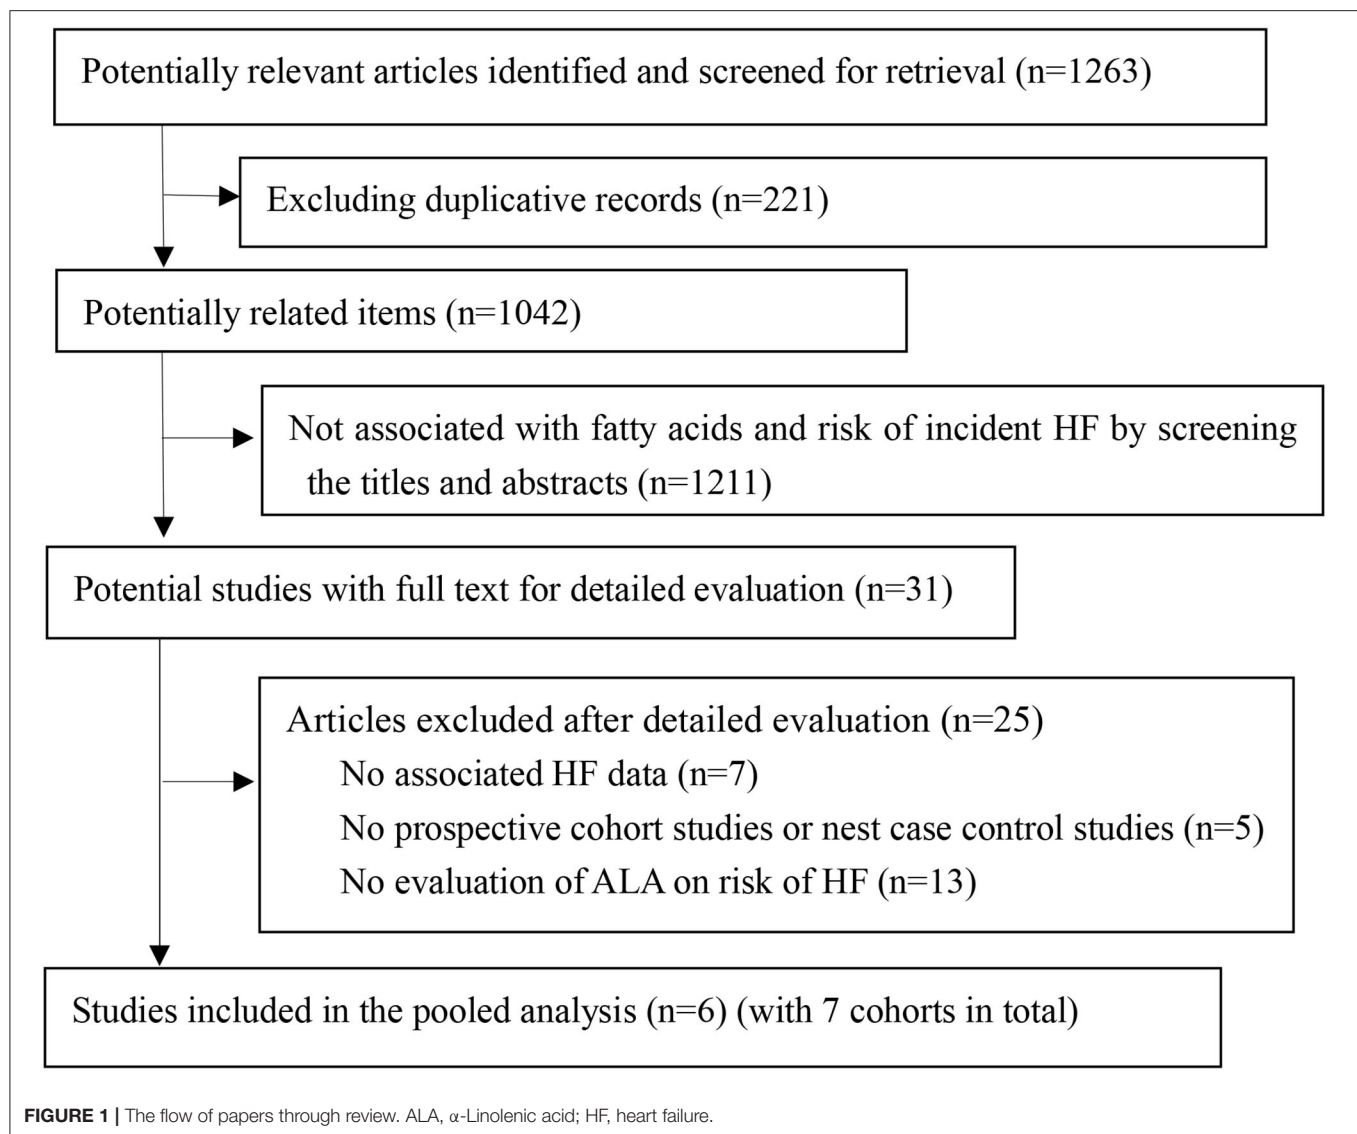 Potentially relevant articles identified and screened for retrieval (n=1263)
Excluding duplicative records (n=221)
Potentially related items (n=1042)
Not associated with fatty acids and risk of incident HF by screening
the titles and abstracts (n=1211)
Potential studies with full text for detailed evaluation (n=31)
Articles excluded after detailed evaluation (n=25)
No associated HF data (n=7)
No prospective cohort studies or nest case control studies (n=5)
No evaluation of ALA on risk of HF (n=13)
Studies included in the pooled analysis (n=6) (with 7 cohorts in total)
FIGURE 1 | The flow of papers through review. ALA, α-Linolenic acid; HF, heart failure.